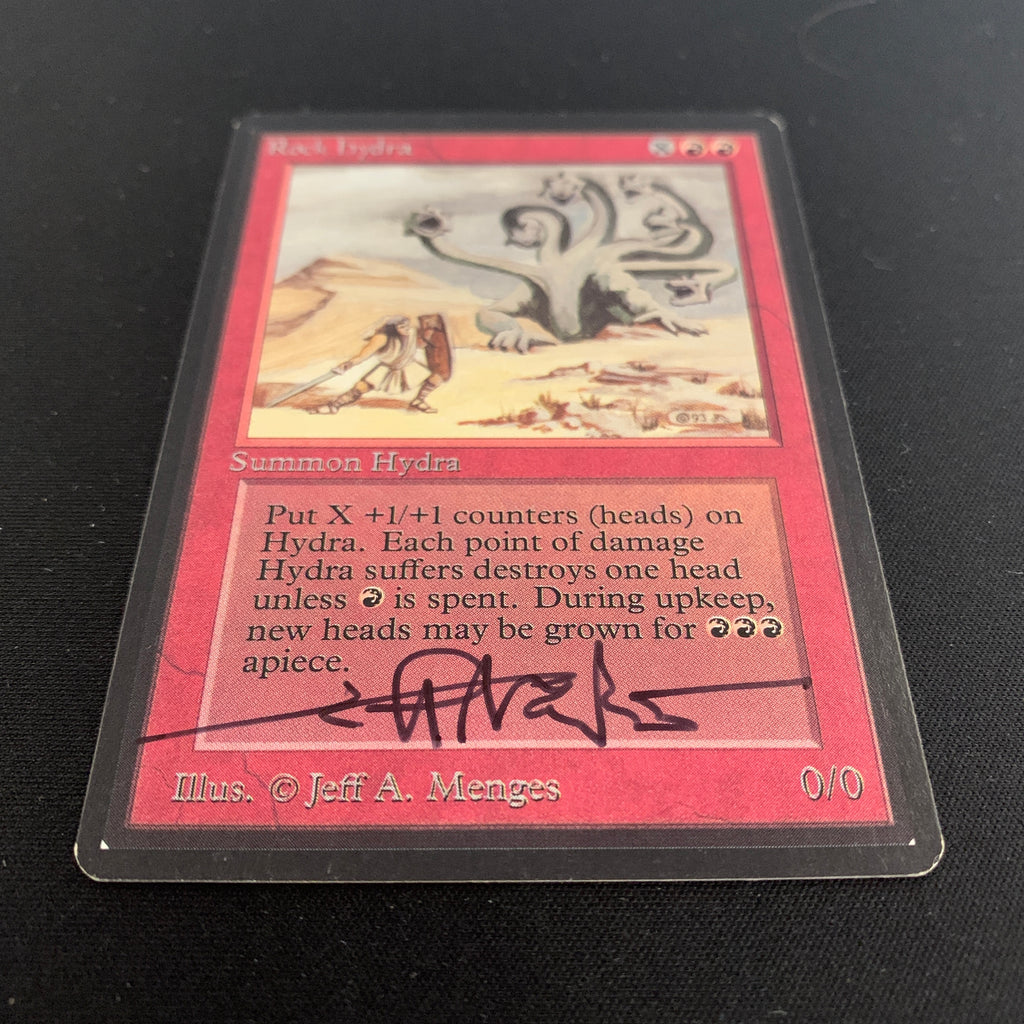 Rock Hydra
X
Summon Hydra
Put X +1/+1 counters (heads) on
Hydra. Each point of damage
Hydra suffers destroys one head
unless is spent. During upkeep,
new heads may be grown for
apiece.
Illus. © Jeff A. Menges
0/0